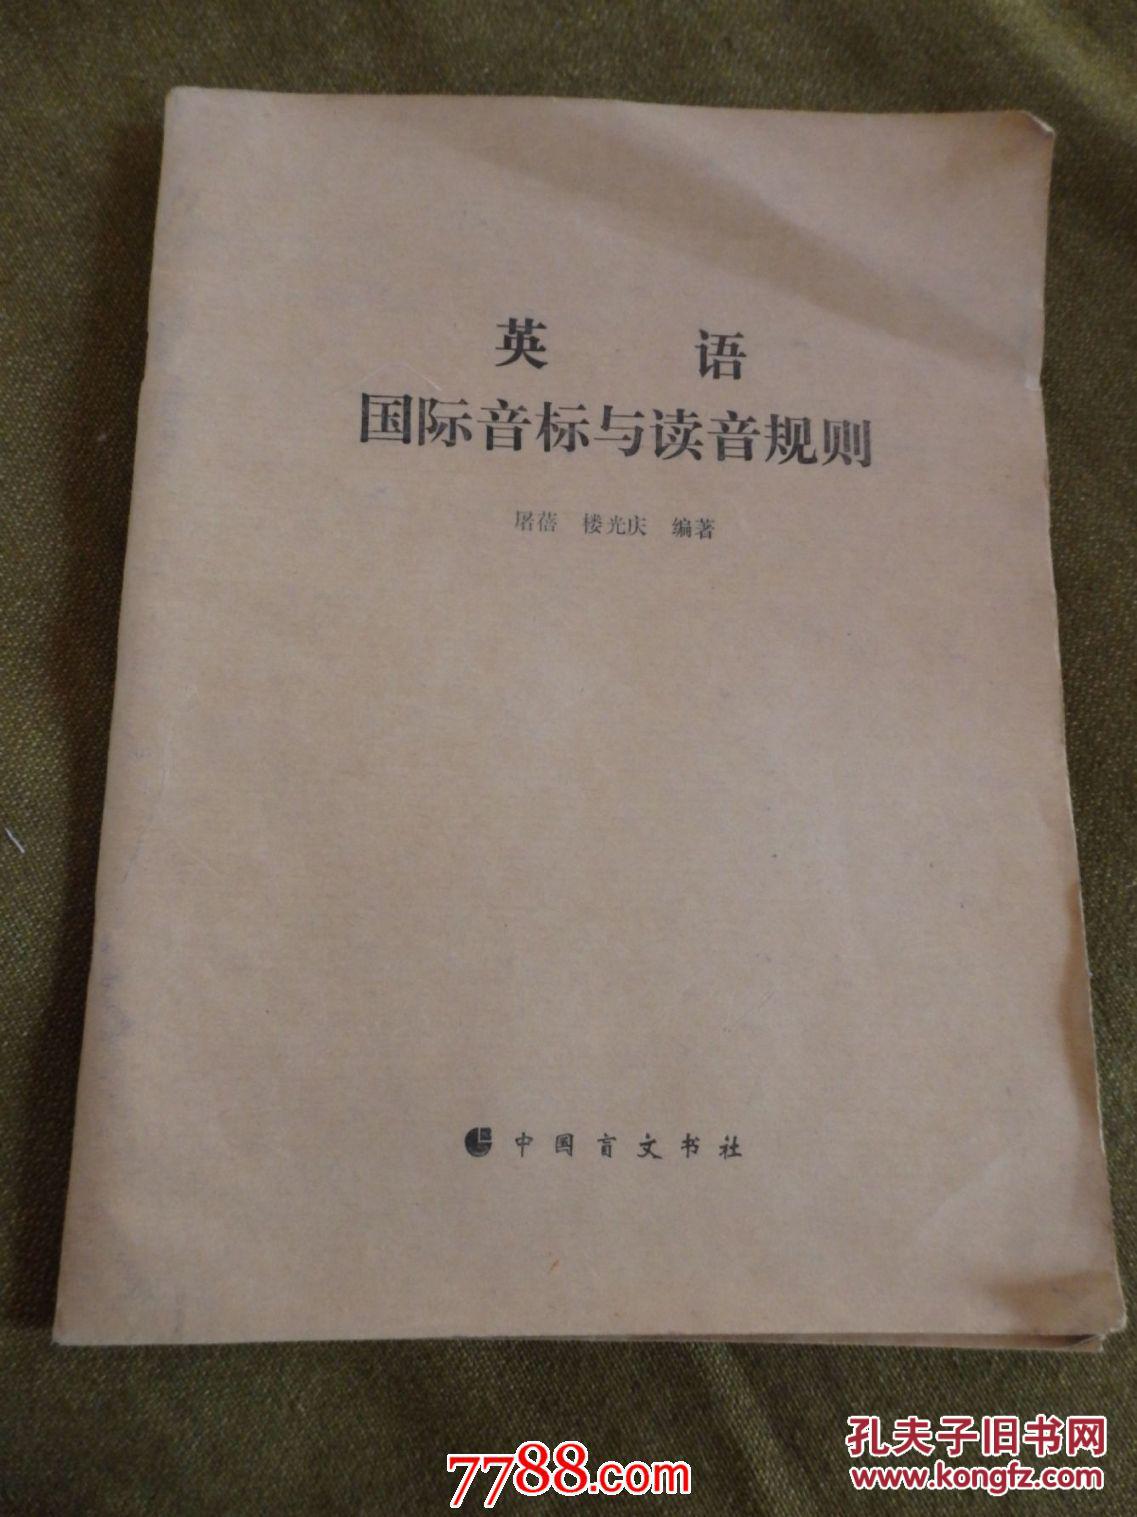 英 语
国际音标与读音规则
屠蓓 楼光庆 编著
中国盲文书社
孔夫子旧书网
7788.com
www.kongfz.com